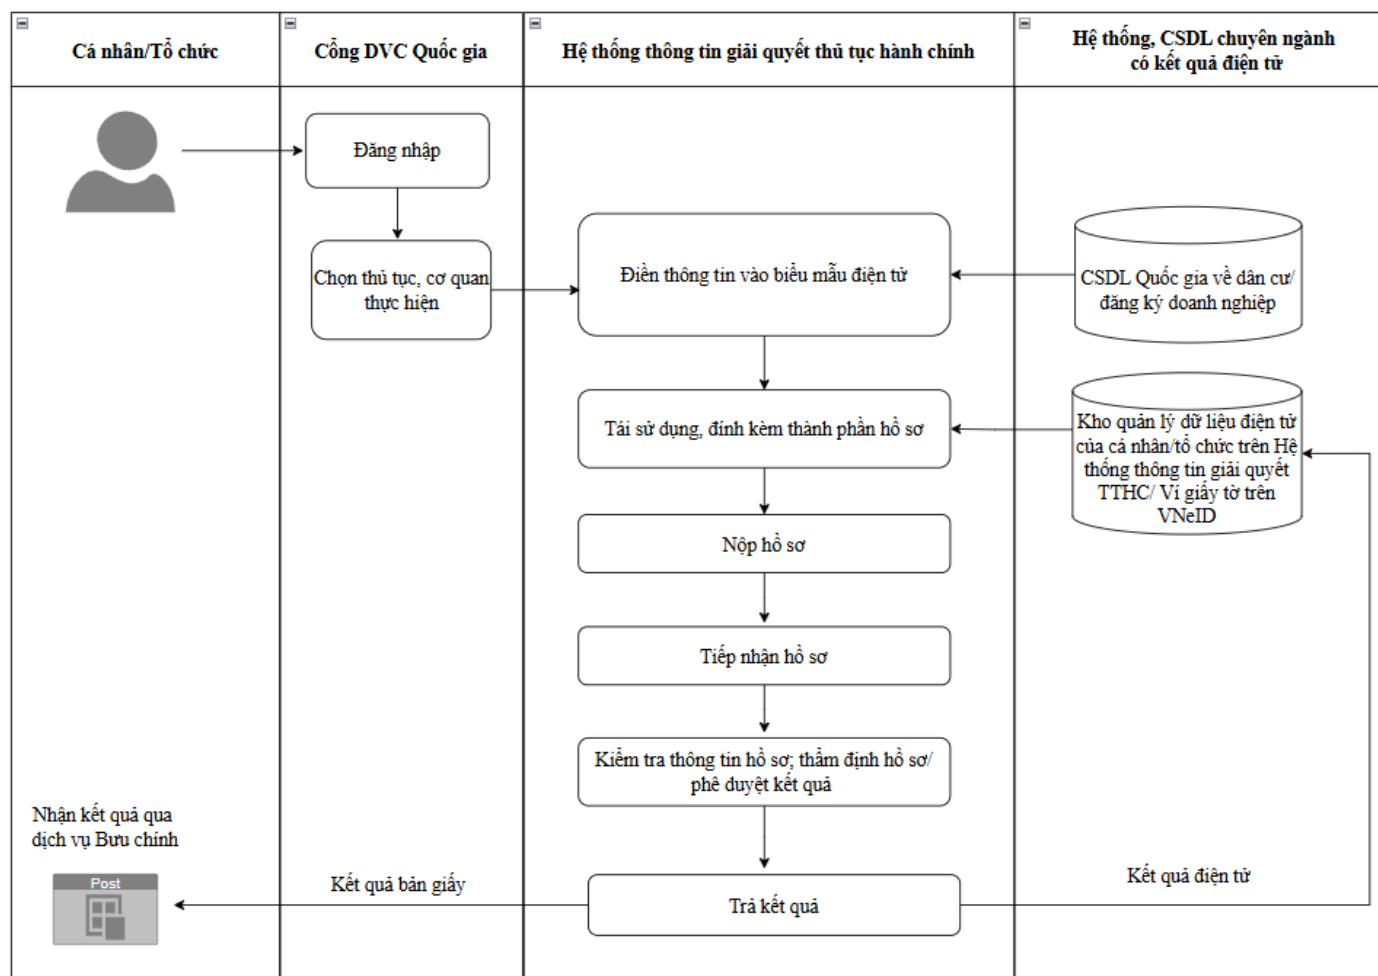 Cá nhân/Tổ chức
Cổng DVC Quốc gia
Hệ thống thông tin giải quyết thủ tục hành chính
Hệ thống, CSDL chuyên ngành
có kết quả điện tử
Đăng nhập
Chọn thủ tục, cơ quan
thực hiện
Điền thông tin vào biểu mẫu điện tử
CSDL Quốc gia về dân cư/
đăng ký doanh nghiệp
Tái sử dụng, đính kèm thành phần hồ sơ
Kho quản lý dữ liệu điện tử
của cá nhân/tổ chức trên Hệ
thống thông tin giải quyết
TTHC/ Ví giấy tờ trên
VNeID
Nộp hồ sơ
Tiếp nhận hồ sơ
Kiểm tra thông tin hồ sơ; thẩm định hồ sơ/
phê duyệt kết quả
Nhận kết quả qua
dịch vụ Bưu chính
Post
Kết quả bản giấy
Trả kết quả
Kết quả điện tử